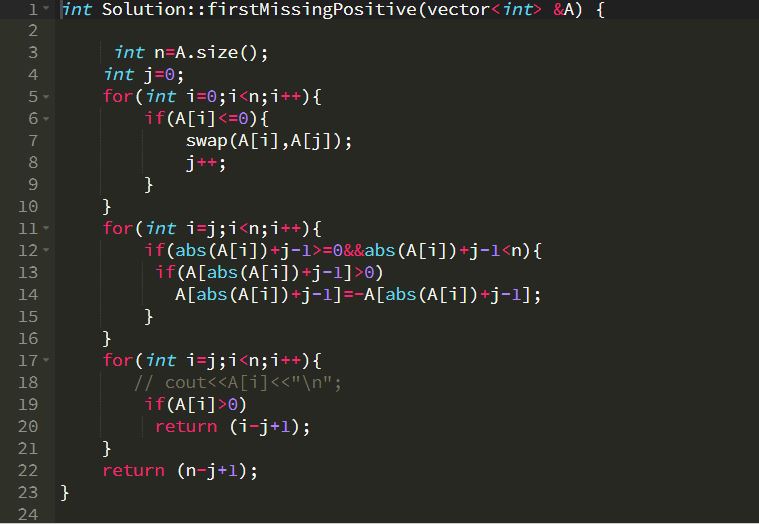 1 int Solution::firstMissingPositive(vector<int> &A) {
2
3 int n=A.size();
4 int j=0;
5 for(int i=0;i<n;i++){
6 if(A[i]<=0){
7 swap(A[i],A[j]);
8 j++;
9 }
10 }
11 for(int i=j;i<n;i++){
12 if(abs(A[i])+j-1>=0&&abs(A[i])+j-1<n){
13 if(A[abs(A[i])+j-1]>0)
14 A[abs(A[i])+j-1]=-A[abs(A[i])+j-1];
15 }
16 }
17 for(int i=j;i<n;i++){
18 // cout<<A[i]<<"\n";
19 if(A[i]>0)
20 return (i-j+1);
21 }
22 return (n-j+1);
23 }
24